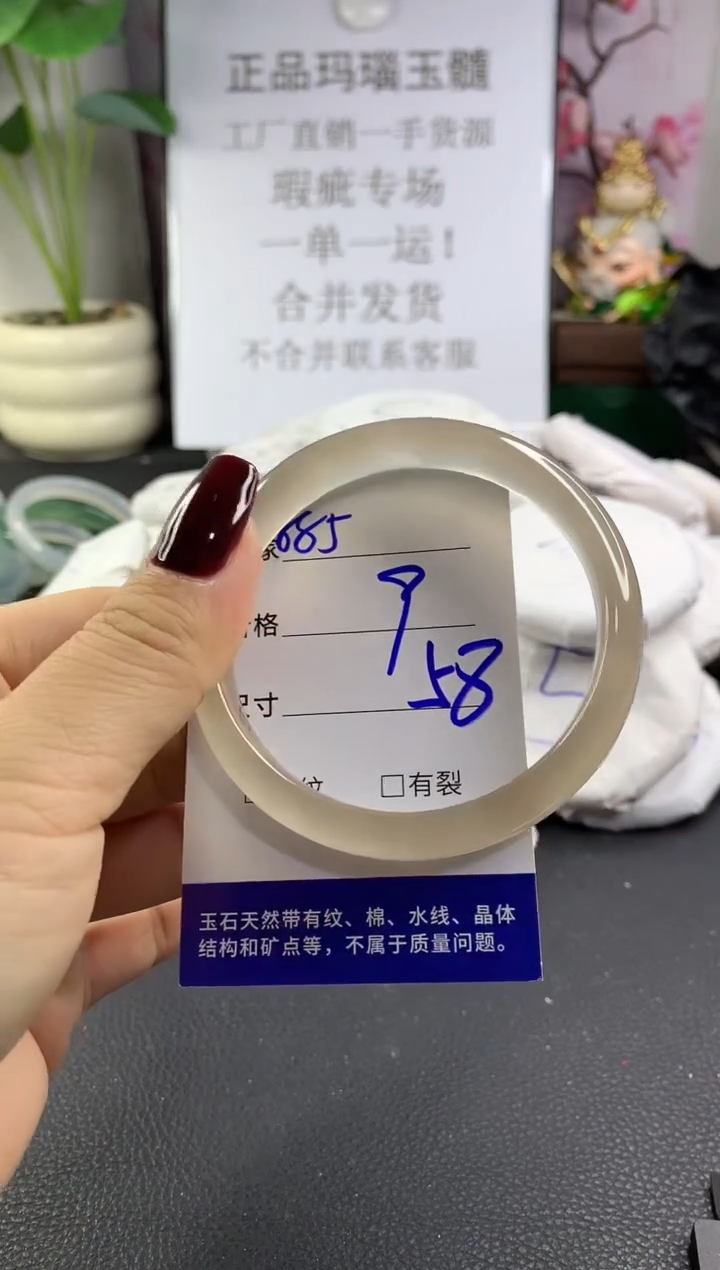 正品玛瑙玉髓
工厂直销一手货源
瑕疵专场
一单一运！
合并发货
不合并联系客服
685
格
58
尺寸
纹 □有裂
玉石天然带有纹、棉、水线、晶体
结构和矿点等，不属于质量问题。